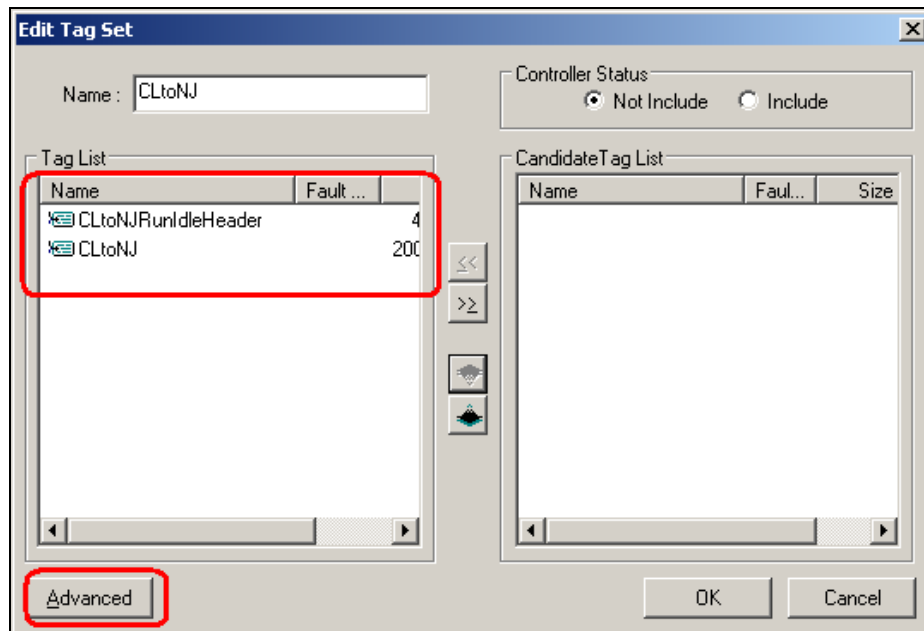 Edit Tag Set
Name : CLtoNJ
Controller Status
Not Include Include
Tag List
Name Fault ...
CLtoNJRunIdleHeader 4
CLtoNJ 200
CandidateTag List
Name Faul... Size
<<
>>
Advanced
OK Cancel